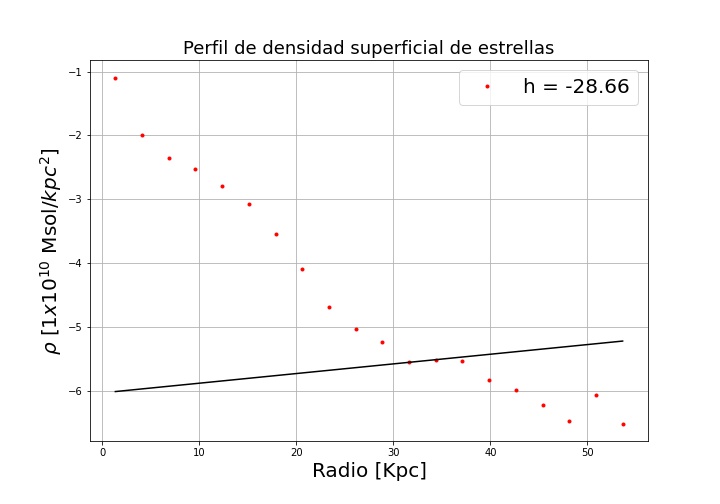 Perfil de densidad superficial de estrellas
h = -28.66
ρ [1x10¹⁰ Msol/kpc²]
−1
−2
−3
−4
−5
−6
0 10 20 30 40 50
Radio [Kpc]